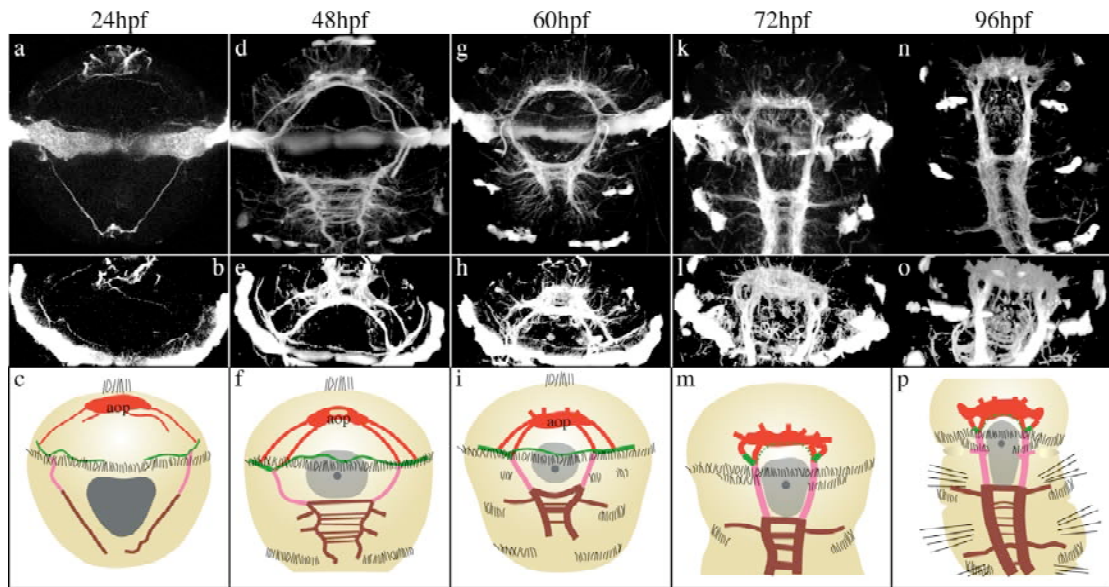 24hpf 48hpf 60hpf 72hpf 96hpf
a d g k n
b e h l o
c f i m p
aop aop aop